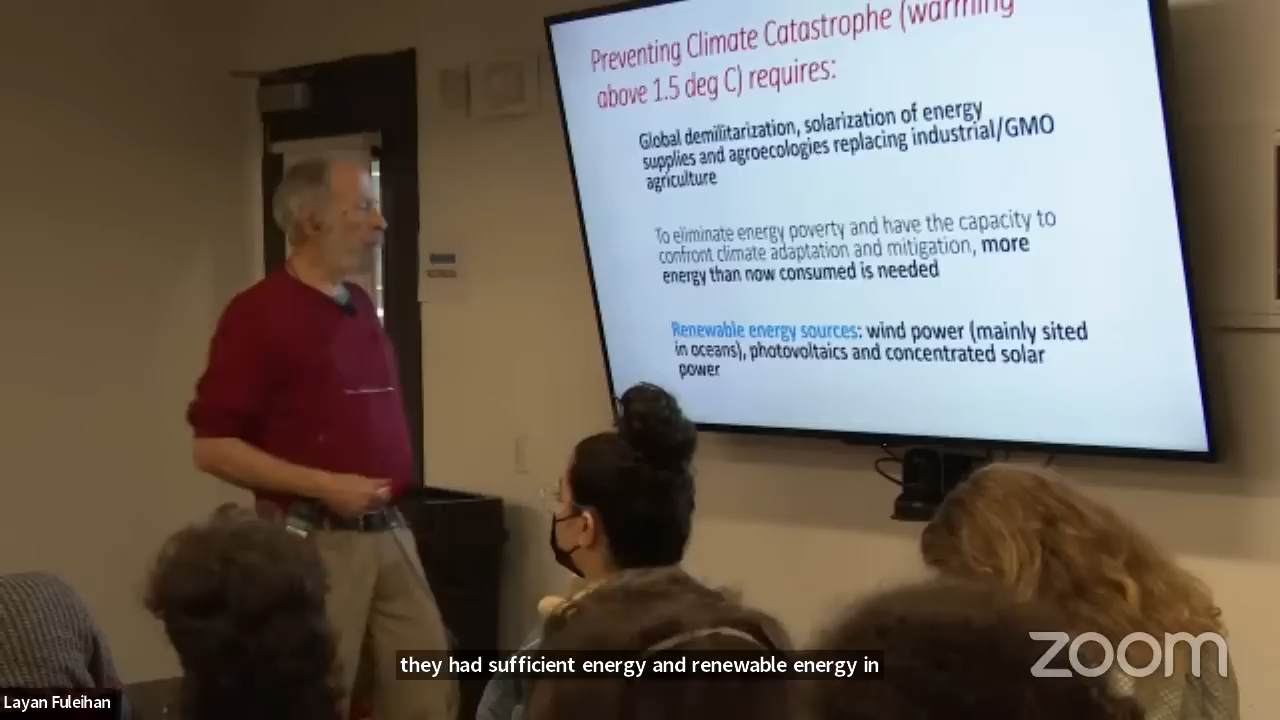 Preventing Climate Catastrophe (warming
above 1.5 deg C) requires:
Global demilitarization, solarization of energy
supplies and agroecologies replacing industrial/GMO
agriculture
To eliminate energy poverty and have the capacity to
confront climate adaptation and mitigation, more
energy than now consumed is needed
Renewable energy sources: wind power (mainly sited
in oceans), photovoltaics and concentrated solar
power
they had sufficient energy and renewable energy in
zoom
Layan Fuleihan